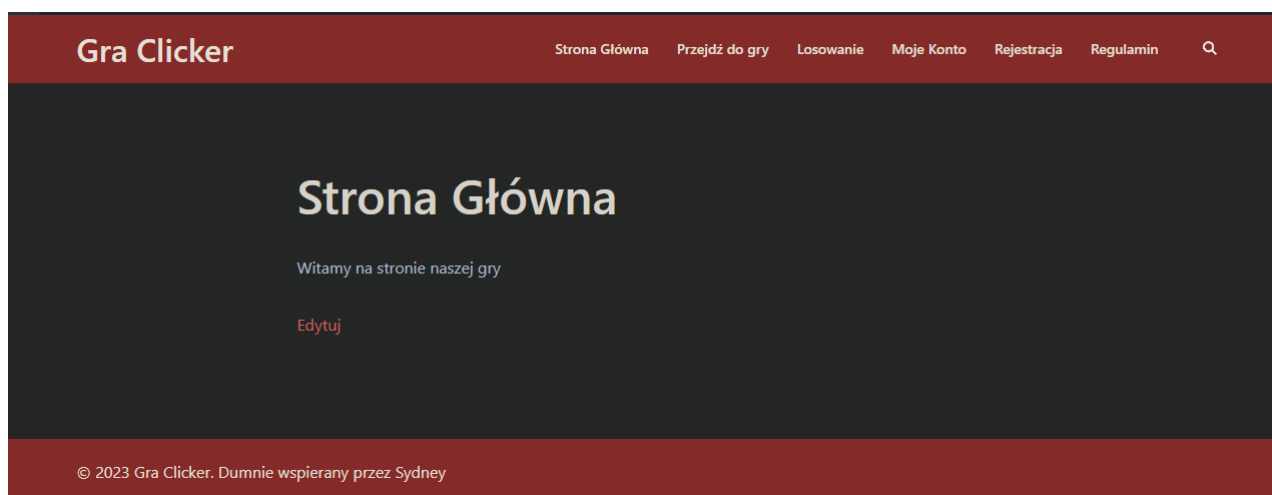 Gra Clicker
Strona Główna Przejdź do gry Losowanie Moje Konto Rejestracja Regulamin
Strona Główna
Witamy na stronie naszej gry
Edytuj
© 2023 Gra Clicker. Dumnie wspierany przez Sydney